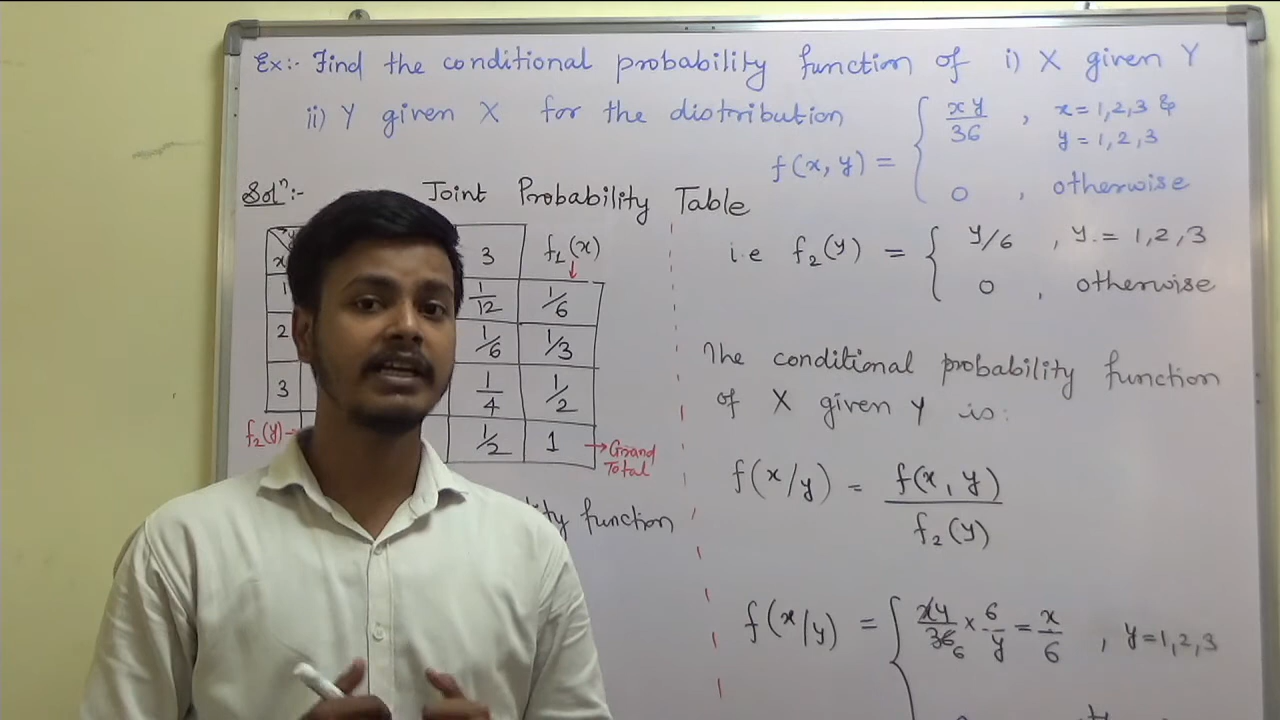 Ex:- Find the conditional probability function of i) X given Y
ii) Y given X for the distribution
f(x, y) = { xy/36 , x = 1,2,3 &
y = 1,2,3
0 , otherwise
Solⁿ:- Joint Probability Table
y 3 f₁(x)
x
1 1/12 1/6
2 1/6 1/3
3 1/4 1/2
f₂(y)→ 1/2 1 → Grand Total
function
i.e f₂(y) = { y/6 , y = 1,2,3
0 , otherwise
The conditional probability function
of X given Y is:
f(x/y) = f(x, y)/f₂(y)
f(x/y) = { xy/36 6 × 6/y = x/6 , y=1,2,3